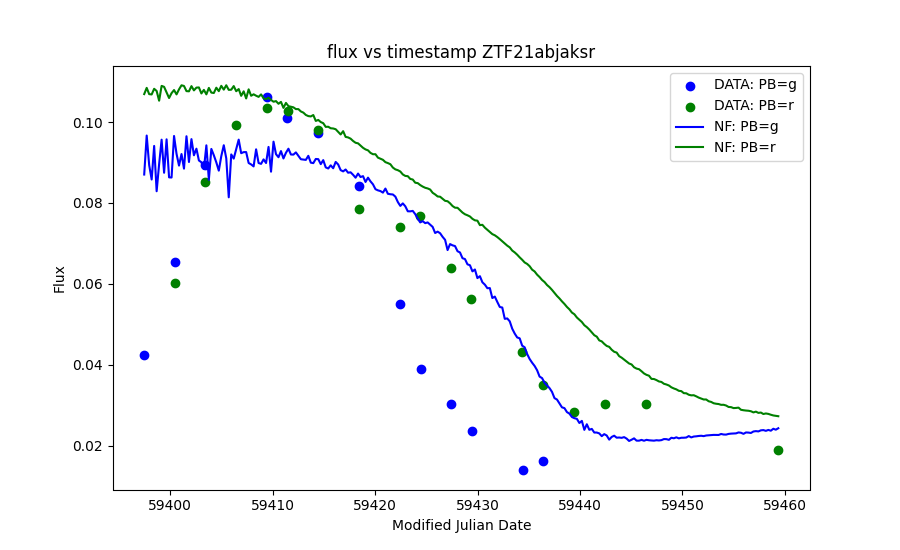 flux vs timestamp ZTF21abjaksr
DATA: PB=g
DATA: PB=r
NF: PB=g
NF: PB=r
Flux
0.10
0.08
0.06
0.04
0.02
59400 59410 59420 59430 59440 59450 59460
Modified Julian Date